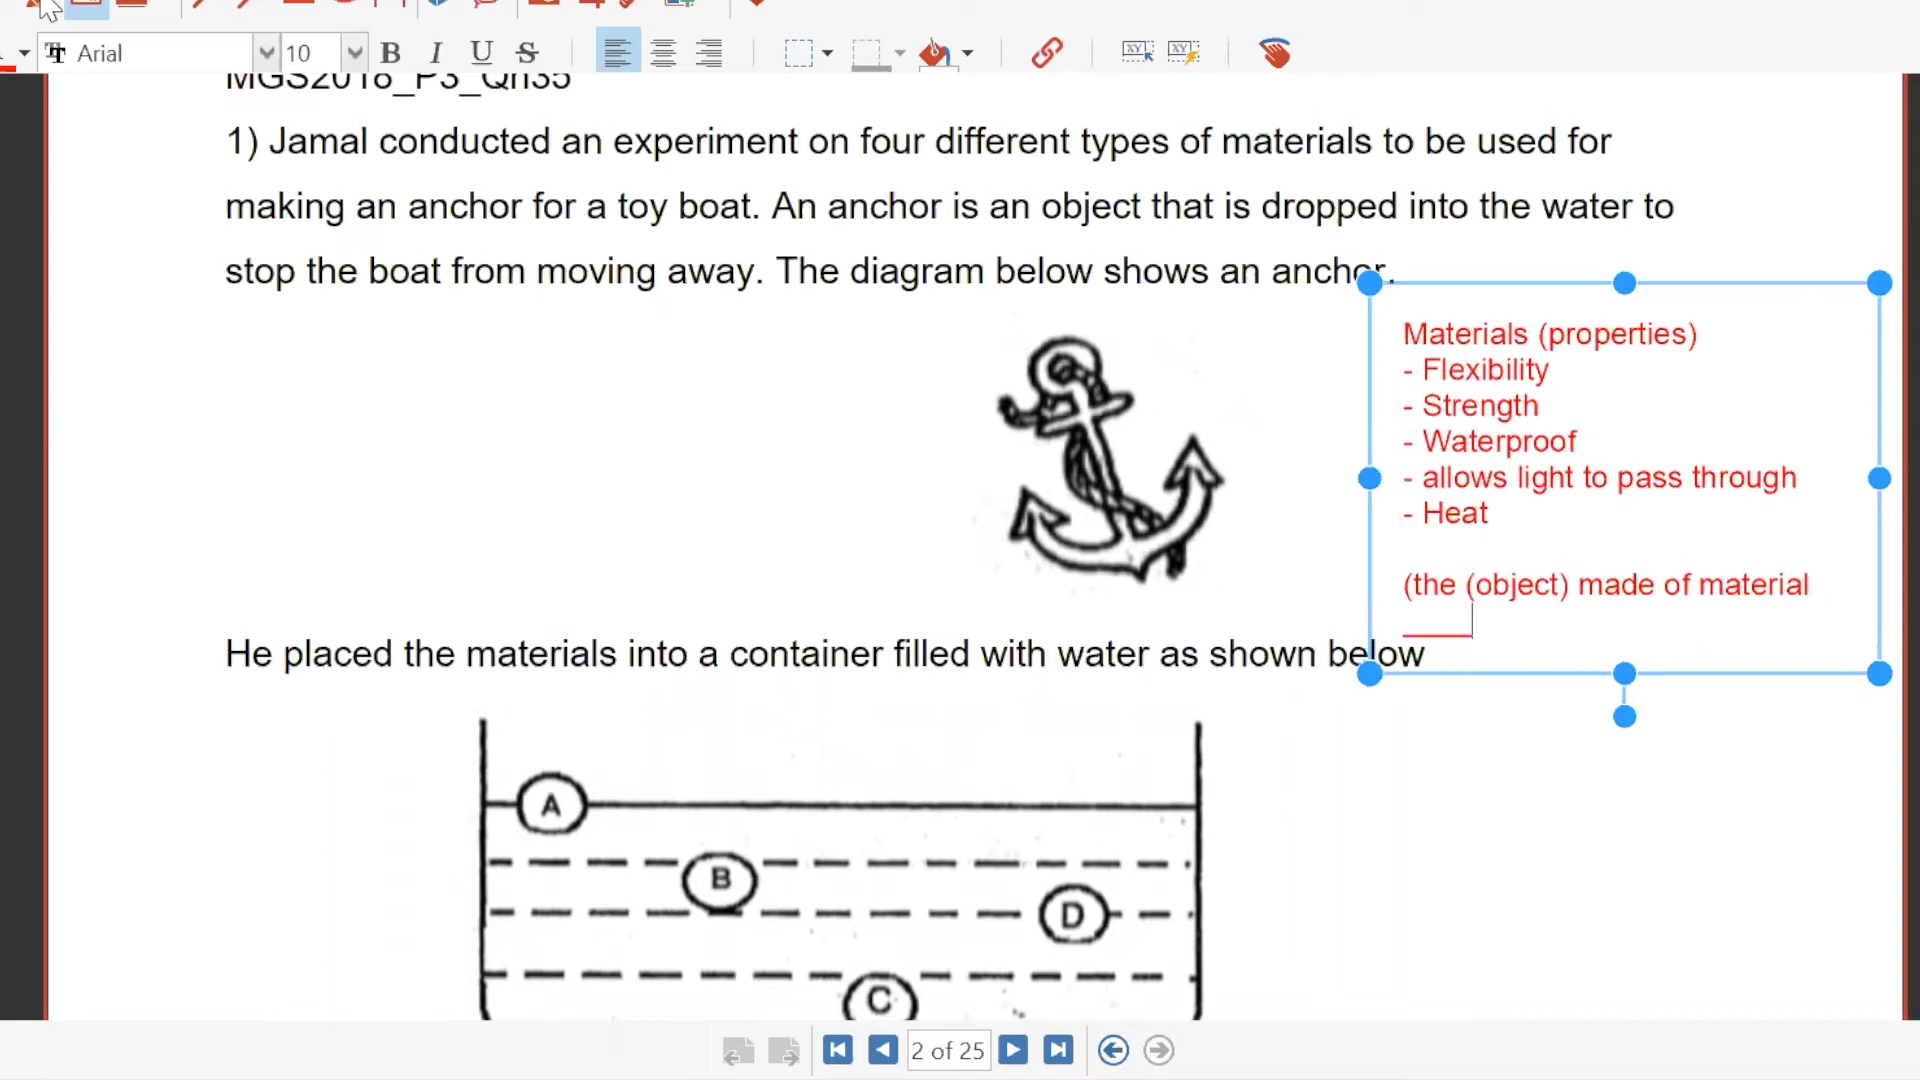 Arial
10
B I U S
MGS2018_P3_Qn35
1) Jamal conducted an experiment on four different types of materials to be used for
making an anchor for a toy boat. An anchor is an object that is dropped into the water to
stop the boat from moving away. The diagram below shows an anchor.
Materials (properties)
- Flexibility
- Strength
- Waterproof
- allows light to pass through
- Heat
(the (object) made of material
____
He placed the materials into a container filled with water as shown below
A
B
D
C
2 of 25